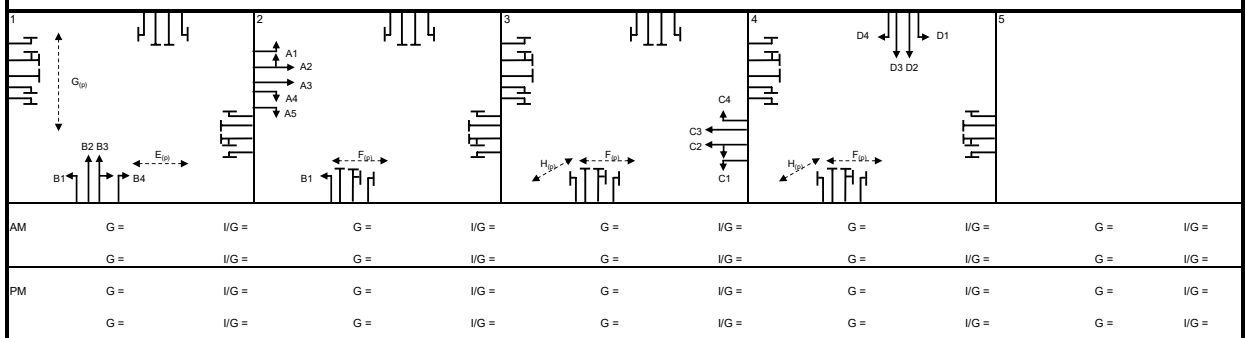 1 2 3 4 5
D4 D1
A1
A2
D3 D2
G(p)
A3
A4
C4
A5
C3
B2 B3
C2
E(p) F(p) F(p) F(p)
H(p) H(p)
B1 B4 B1 C1
AM G = I/G = G = I/G = G = I/G = G = I/G = G = I/G =
G = I/G = G = I/G = G = I/G = G = I/G = G = I/G =
PM G = I/G = G = I/G = G = I/G = G = I/G = G = I/G =
G = I/G = G = I/G = G = I/G = G = I/G = G = I/G =